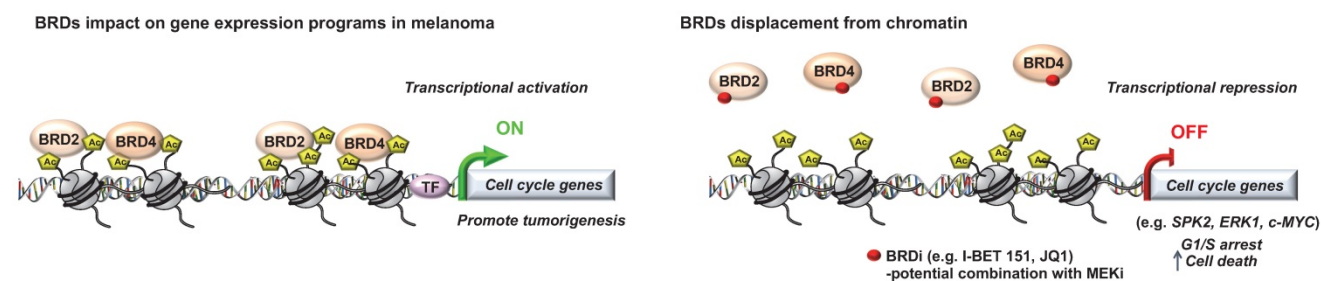 BRDs impact on gene expression programs in melanoma
Transcriptional activation
ON
BRD2
Ac
BRD4
Ac
Ac
Ac
BRD2
Ac
Ac
BRD4
Ac
Ac
Ac
TF
Cell cycle genes
Promote tumorigenesis
BRDs displacement from chromatin
BRD2
BRD4
BRD2
BRD4
Transcriptional repression
OFF
Ac
Ac
Ac
Ac
Ac
Ac
Ac
Ac
Ac
Cell cycle genes
(e.g. SPK2, ERK1, c-MYC)
G1/S arrest
↑ Cell death
BRDi (e.g. I-BET 151, JQ1)
-potential combination with MEKi